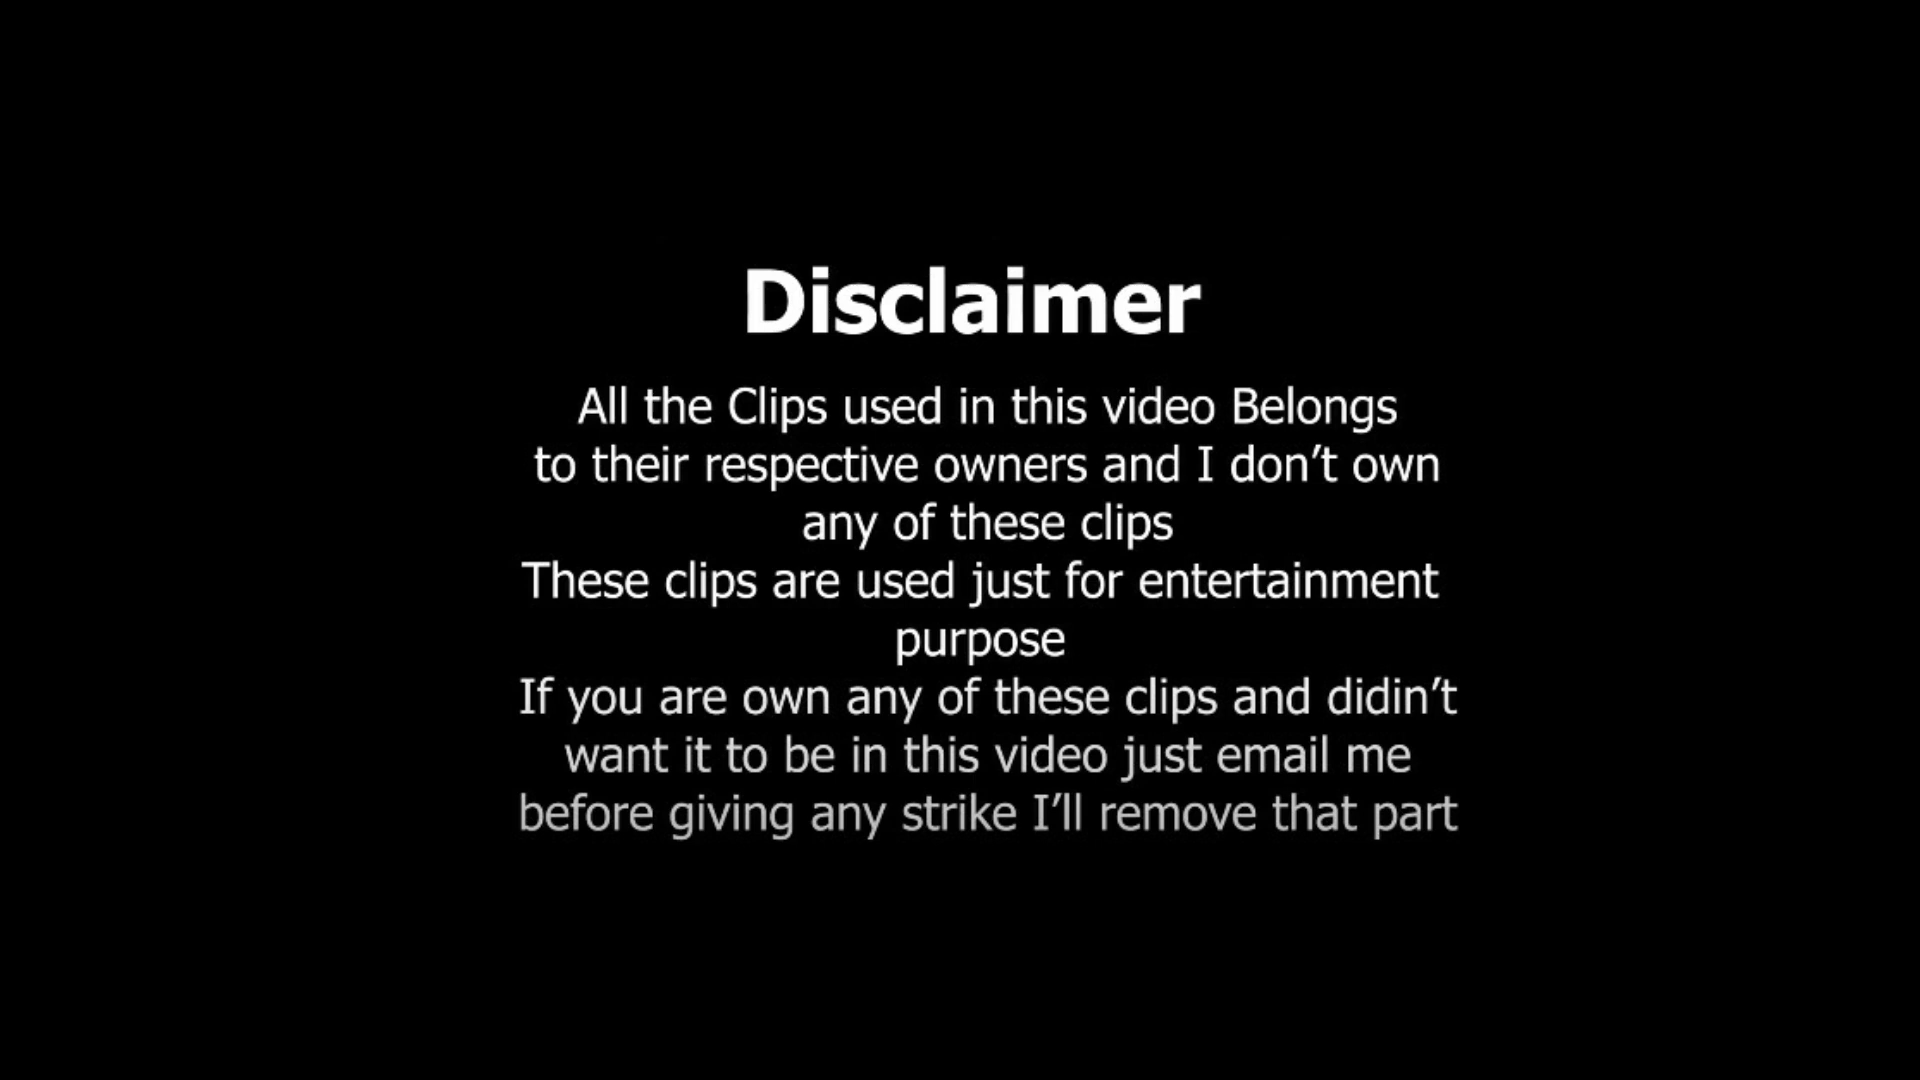 Disclaimer
All the Clips used in this video Belongs
to their respective owners and I don’t own
any of these clips
These clips are used just for entertainment
purpose
If you are own any of these clips and didin’t
want it to be in this video just email me
before giving any strike I’ll remove that part